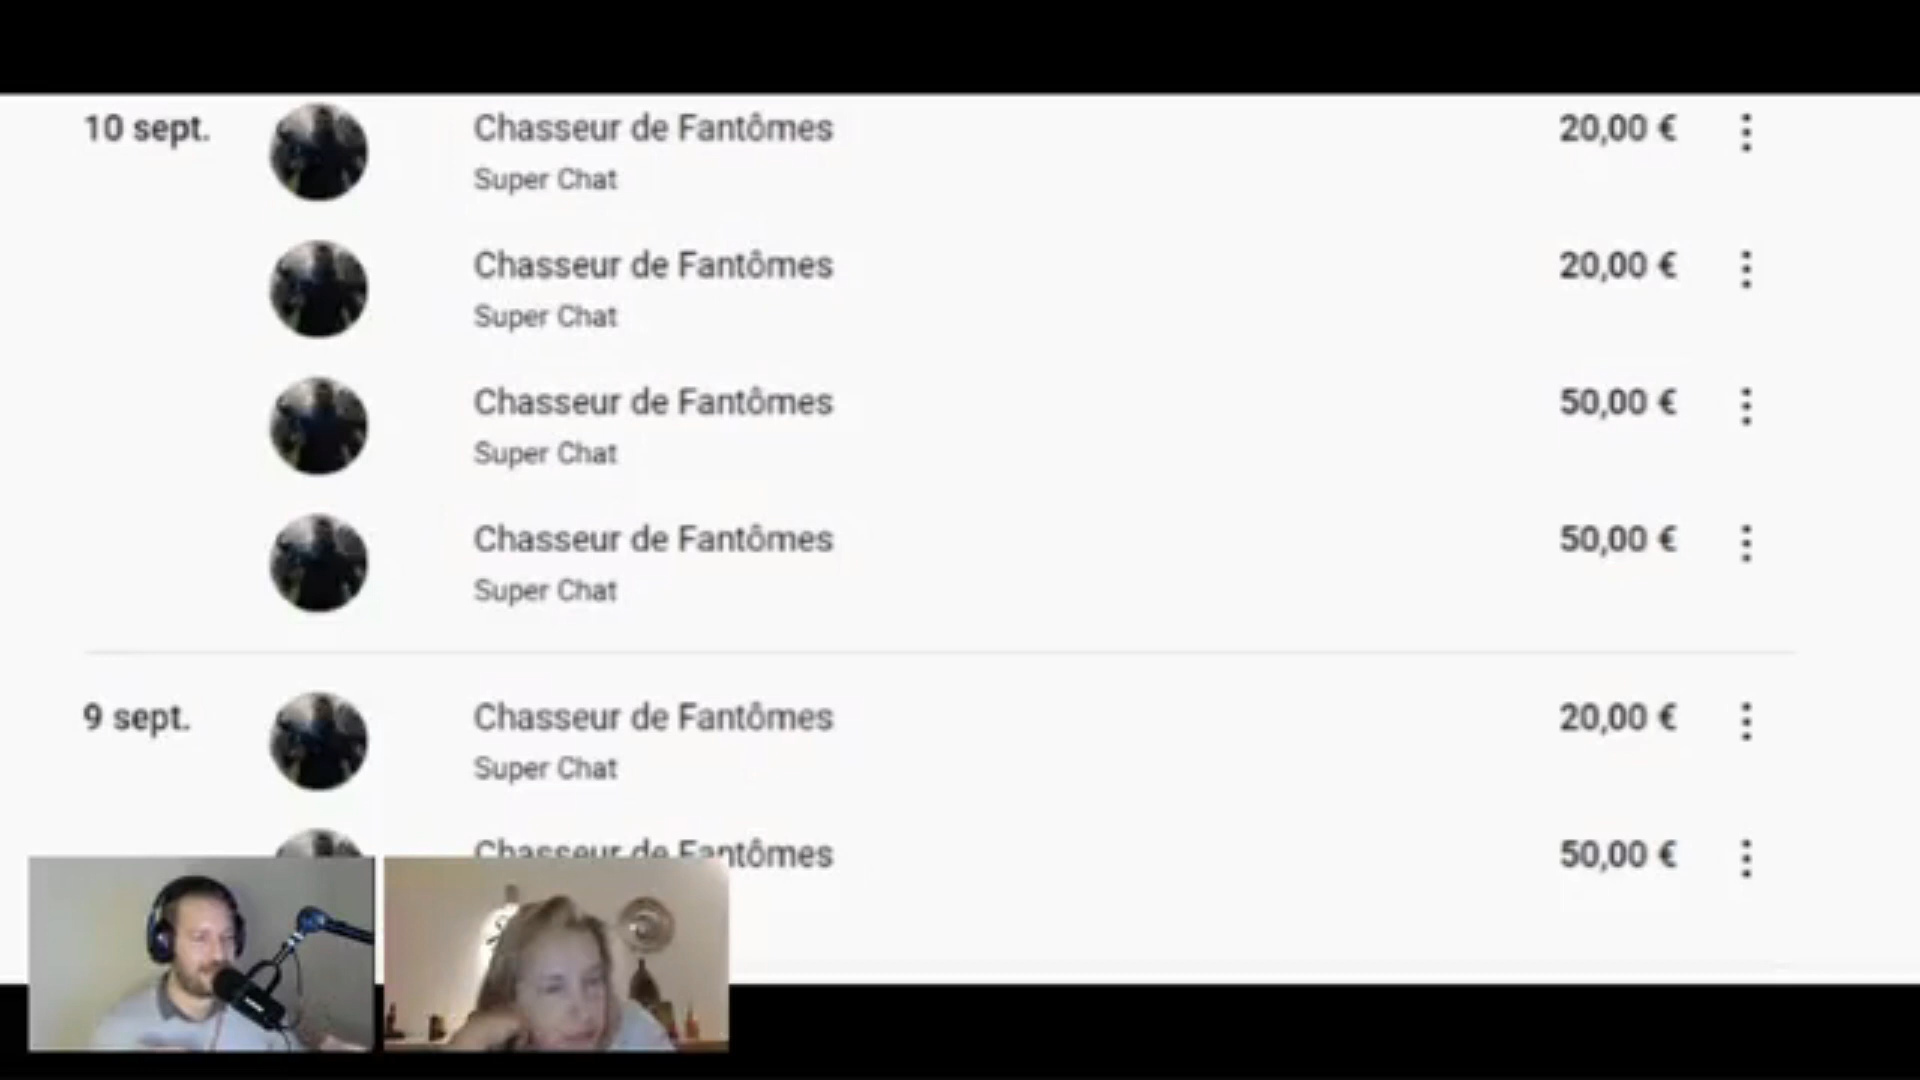 10 sept.
Chasseur de Fantômes
20,00 €
Super Chat
Chasseur de Fantômes
20,00 €
Super Chat
Chasseur de Fantômes
50,00 €
Super Chat
Chasseur de Fantômes
50,00 €
Super Chat
9 sept.
Chasseur de Fantômes
20,00 €
Super Chat
Chasseur de Fantômes
50,00 €